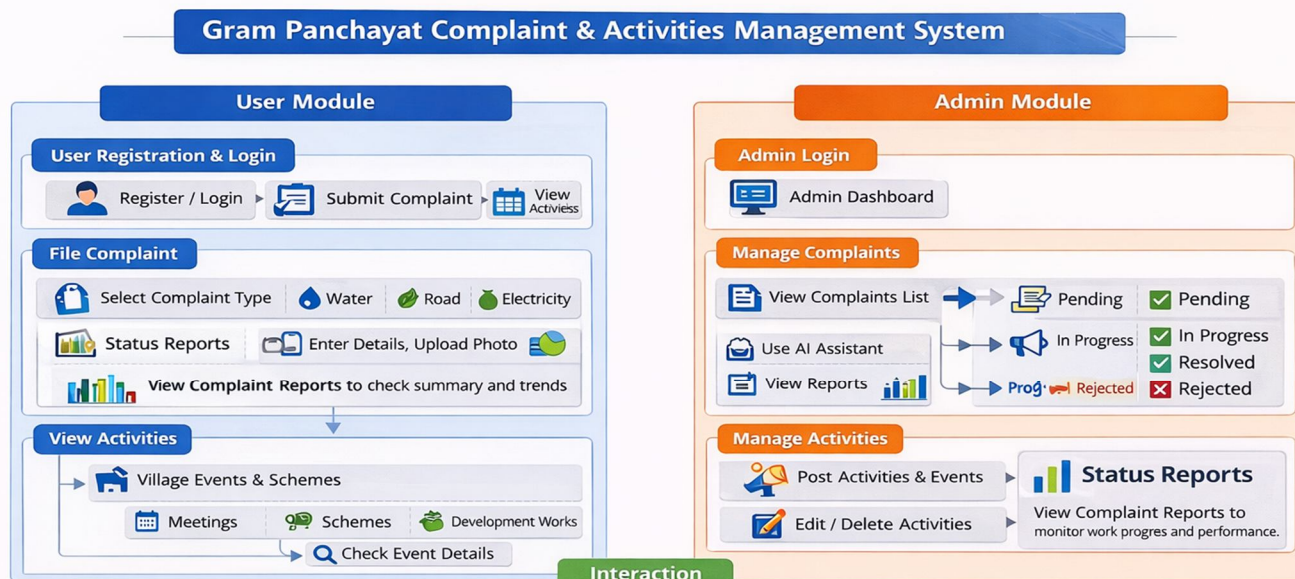 Gram Panchayat Complaint & Activities Management System
User Module
User Registration & Login
Register / Login
Submit Complaint
View
Activiess
File Complaint
Select Complaint Type
Water
Road
Electricity
Status Reports
Enter Details, Upload Photo
View Complaint Reports to check summary and trends
View Activities
Village Events & Schemes
Meetings
Schemes
Development Works
Check Event Details
Admin Module
Admin Login
Admin Dashboard
Manage Complaints
View Complaints List
Pending
Pending
Use AI Assistant
In Progress
In Progress
Resolved
View Reports
Prog·
Rejected
Rejected
Manage Activities
Post Activities & Events
Edit / Delete Activities
Status Reports
View Complaint Reports to
monitor work progres and performance.
Interaction